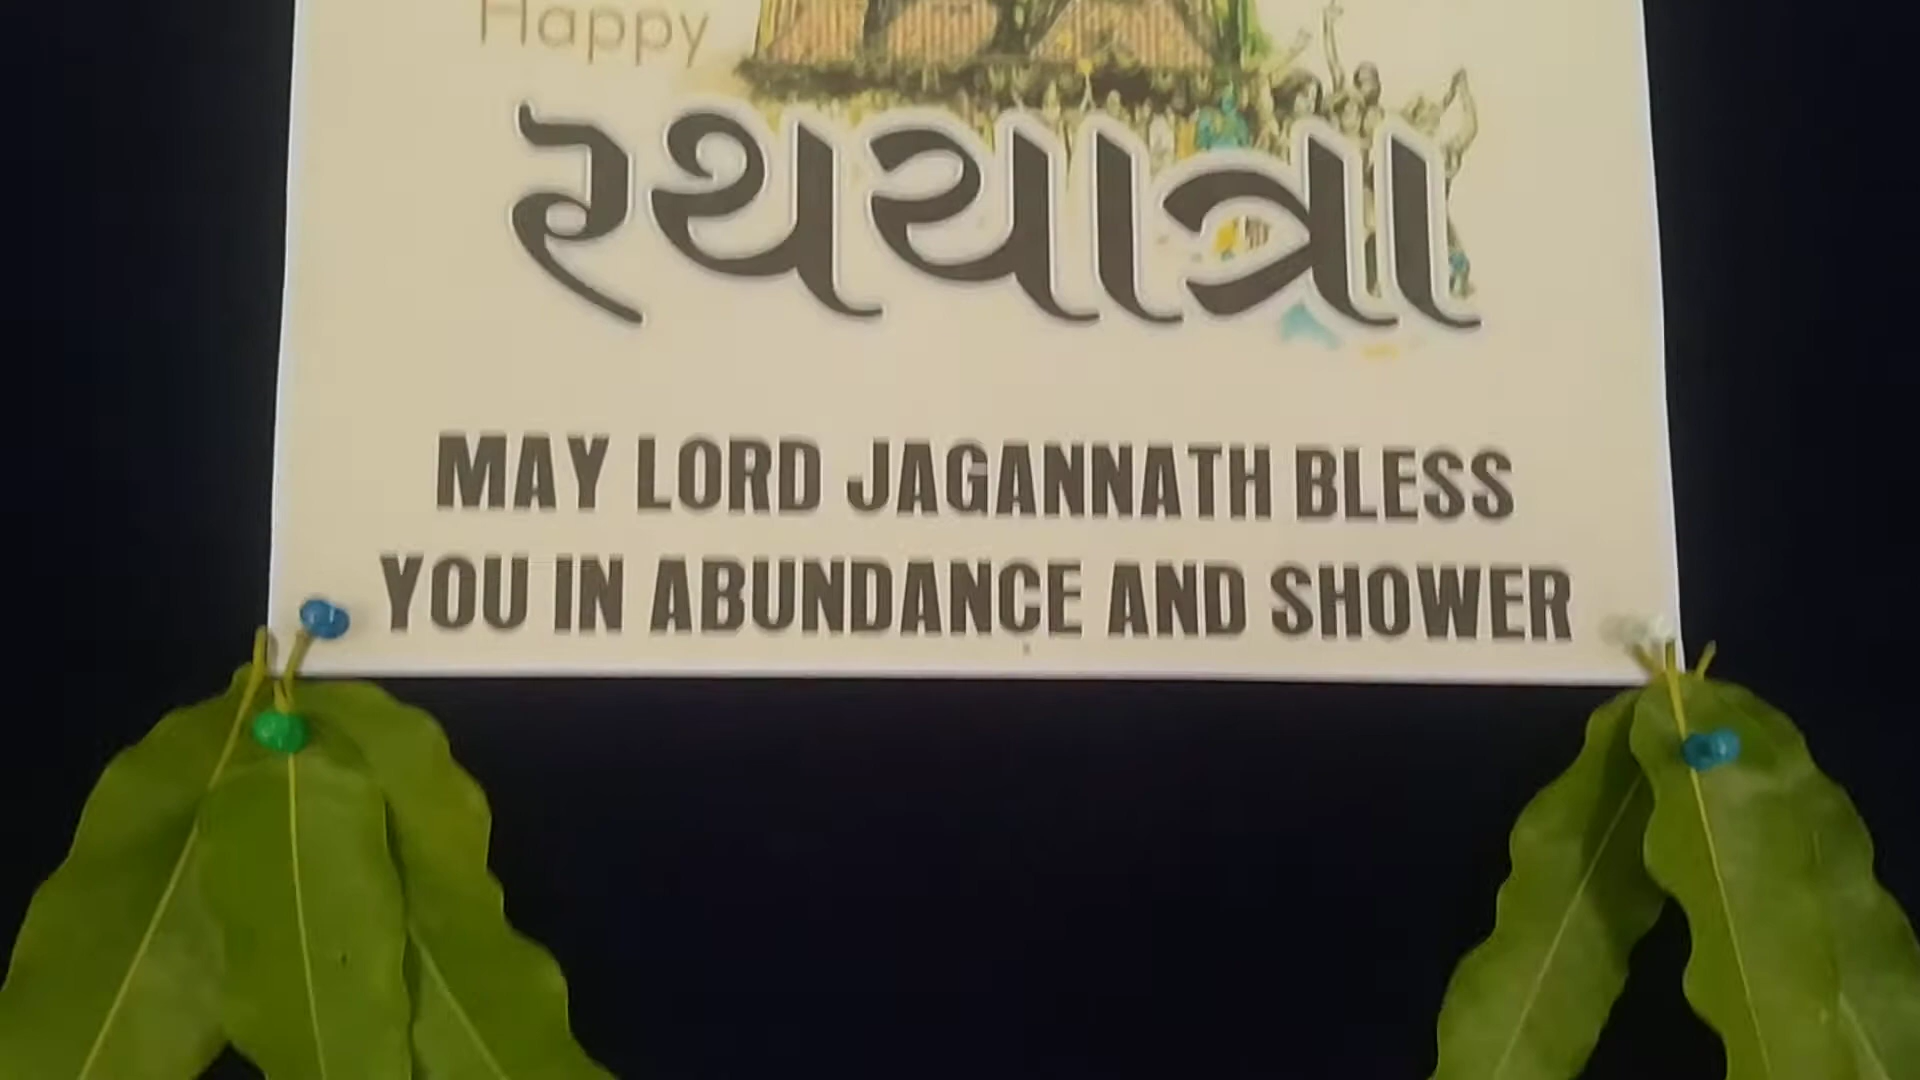 Happy
રથયાત્રા
MAY LORD JAGANNATH BLESS
YOU IN ABUNDANCE AND SHOWER